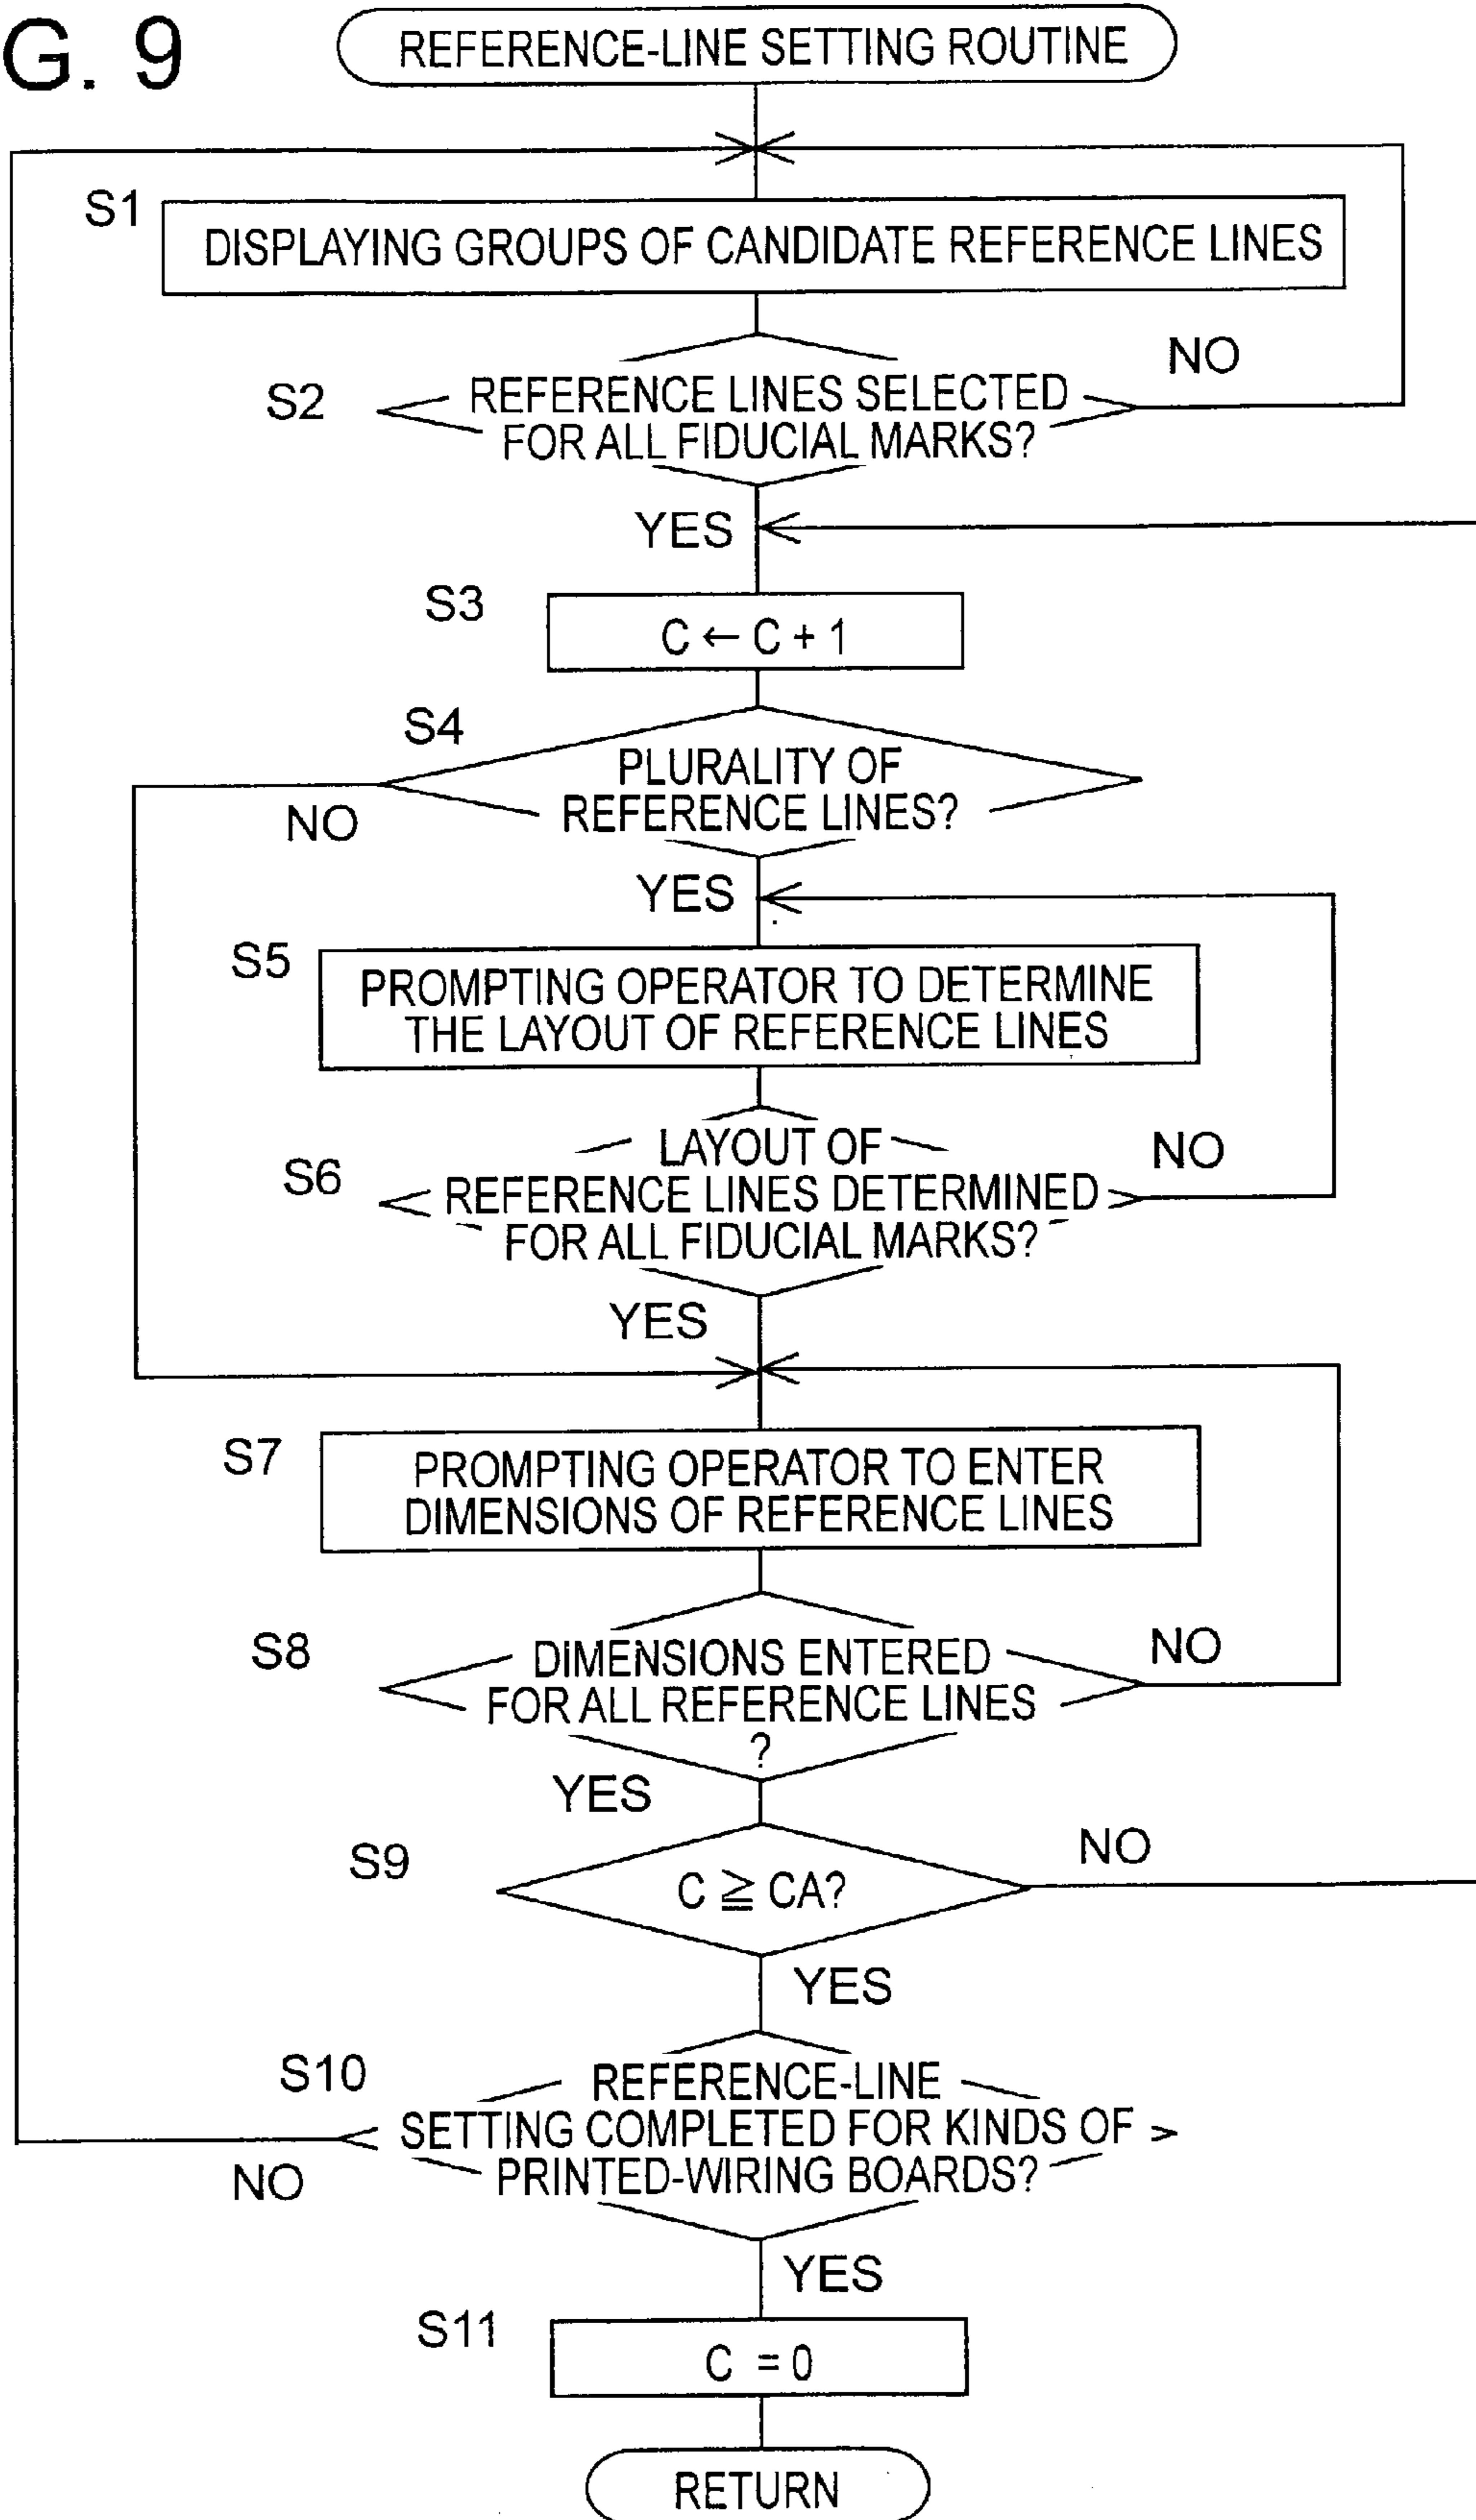 G. 9
REFERENCE-LINE SETTING ROUTINE
S1
DISPLAYING GROUPS OF CANDIDATE REFERENCE LINES
NO
S2
REFERENCE LINES SELECTED
FOR ALL FIDUCIAL MARKS?
YES
S3
C ← C + 1
S4
PLURALITY OF
REFERENCE LINES?
NO
YES
S5
PROMPTING OPERATOR TO DETERMINE
THE LAYOUT OF REFERENCE LINES
LAYOUT OF
NO
S6
REFERENCE LINES DETERMINED
FOR ALL FIDUCIAL MARKS?
YES
S7
PROMPTING OPERATOR TO ENTER
DIMENSIONS OF REFERENCE LINES
S8
DIMENSIONS ENTERED
NO
FOR ALL REFERENCE LINES
?
YES
S9
NO
C ≧ CA?
YES
S10
REFERENCE-LINE
SETTING COMPLETED FOR KINDS OF
PRINTED-WIRING BOARDS?
NO
YES
S11
C = 0
RETURN